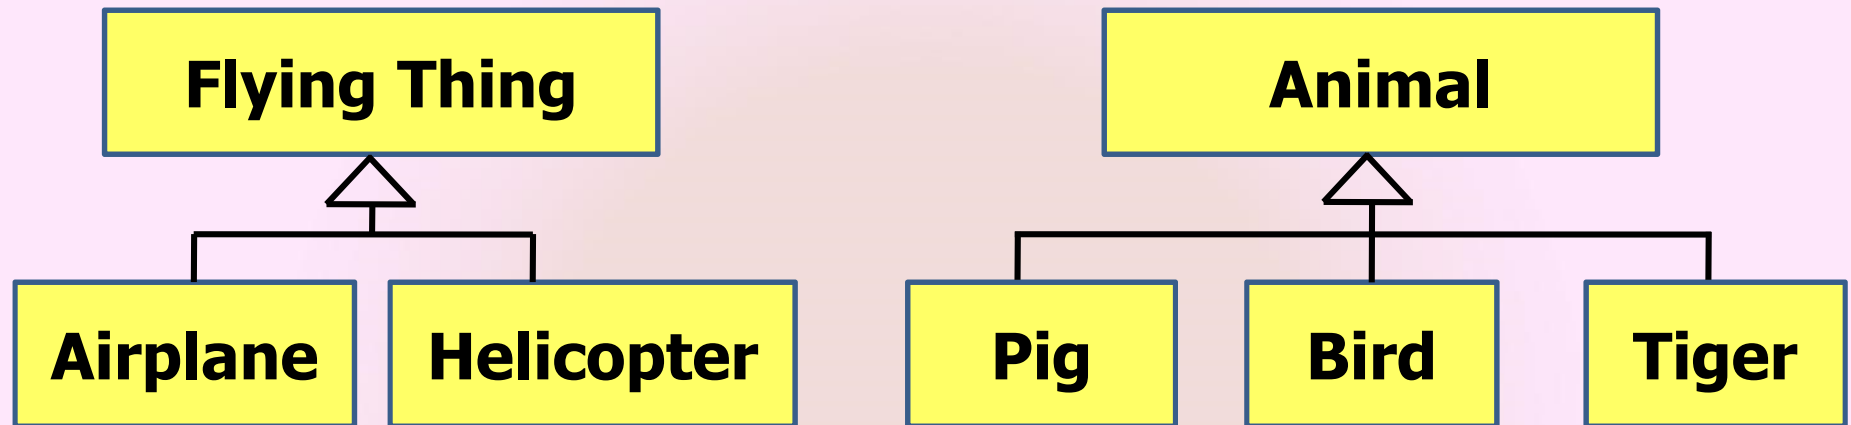 Flying Thing
Animal
Airplane
Helicopter
Pig
Bird
Tiger